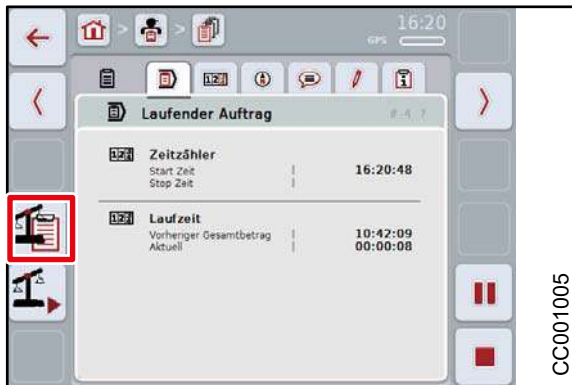 16:20
GPS
Laufender Auftrag
Zeitzähler
Start Zeit
16:20:48
Stop Zeit
Laufzeit
Vorheriger Gesamtbetrag
10:42:09
Aktuell
00:00:08
CC001005